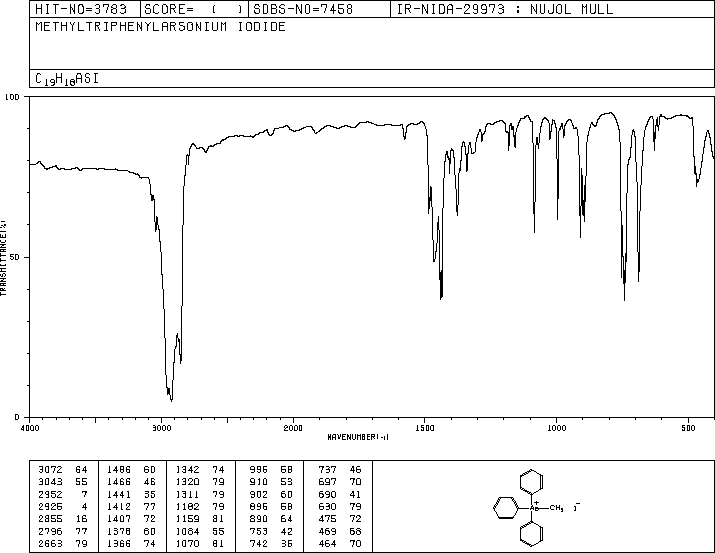 HIT-NO=3783 SCORE= ( ) SDBS-NO=7458 IR-NIDA-29973 : NUJOL MULL
METHYLTRIPHENYLARSONIUM IODIDE
C19H18ASI
100
50
0
TRANSMITTANCE(%)
4000 3000 2000 1500 1000 500
WAVENUMBER(-1)
3072 64 1486 60 1342 74 996 58 737 46
3043 55 1466 46 1320 79 910 53 697 70
2952 7 1441 35 1311 79 902 60 690 41
2925 4 1412 77 1182 79 896 58 630 79
2855 16 1407 72 1159 81 890 64 475 72
2796 77 1378 60 1084 55 753 42 469 68
2663 79 1366 74 1070 81 742 35 464 70
As+ CH3 I-